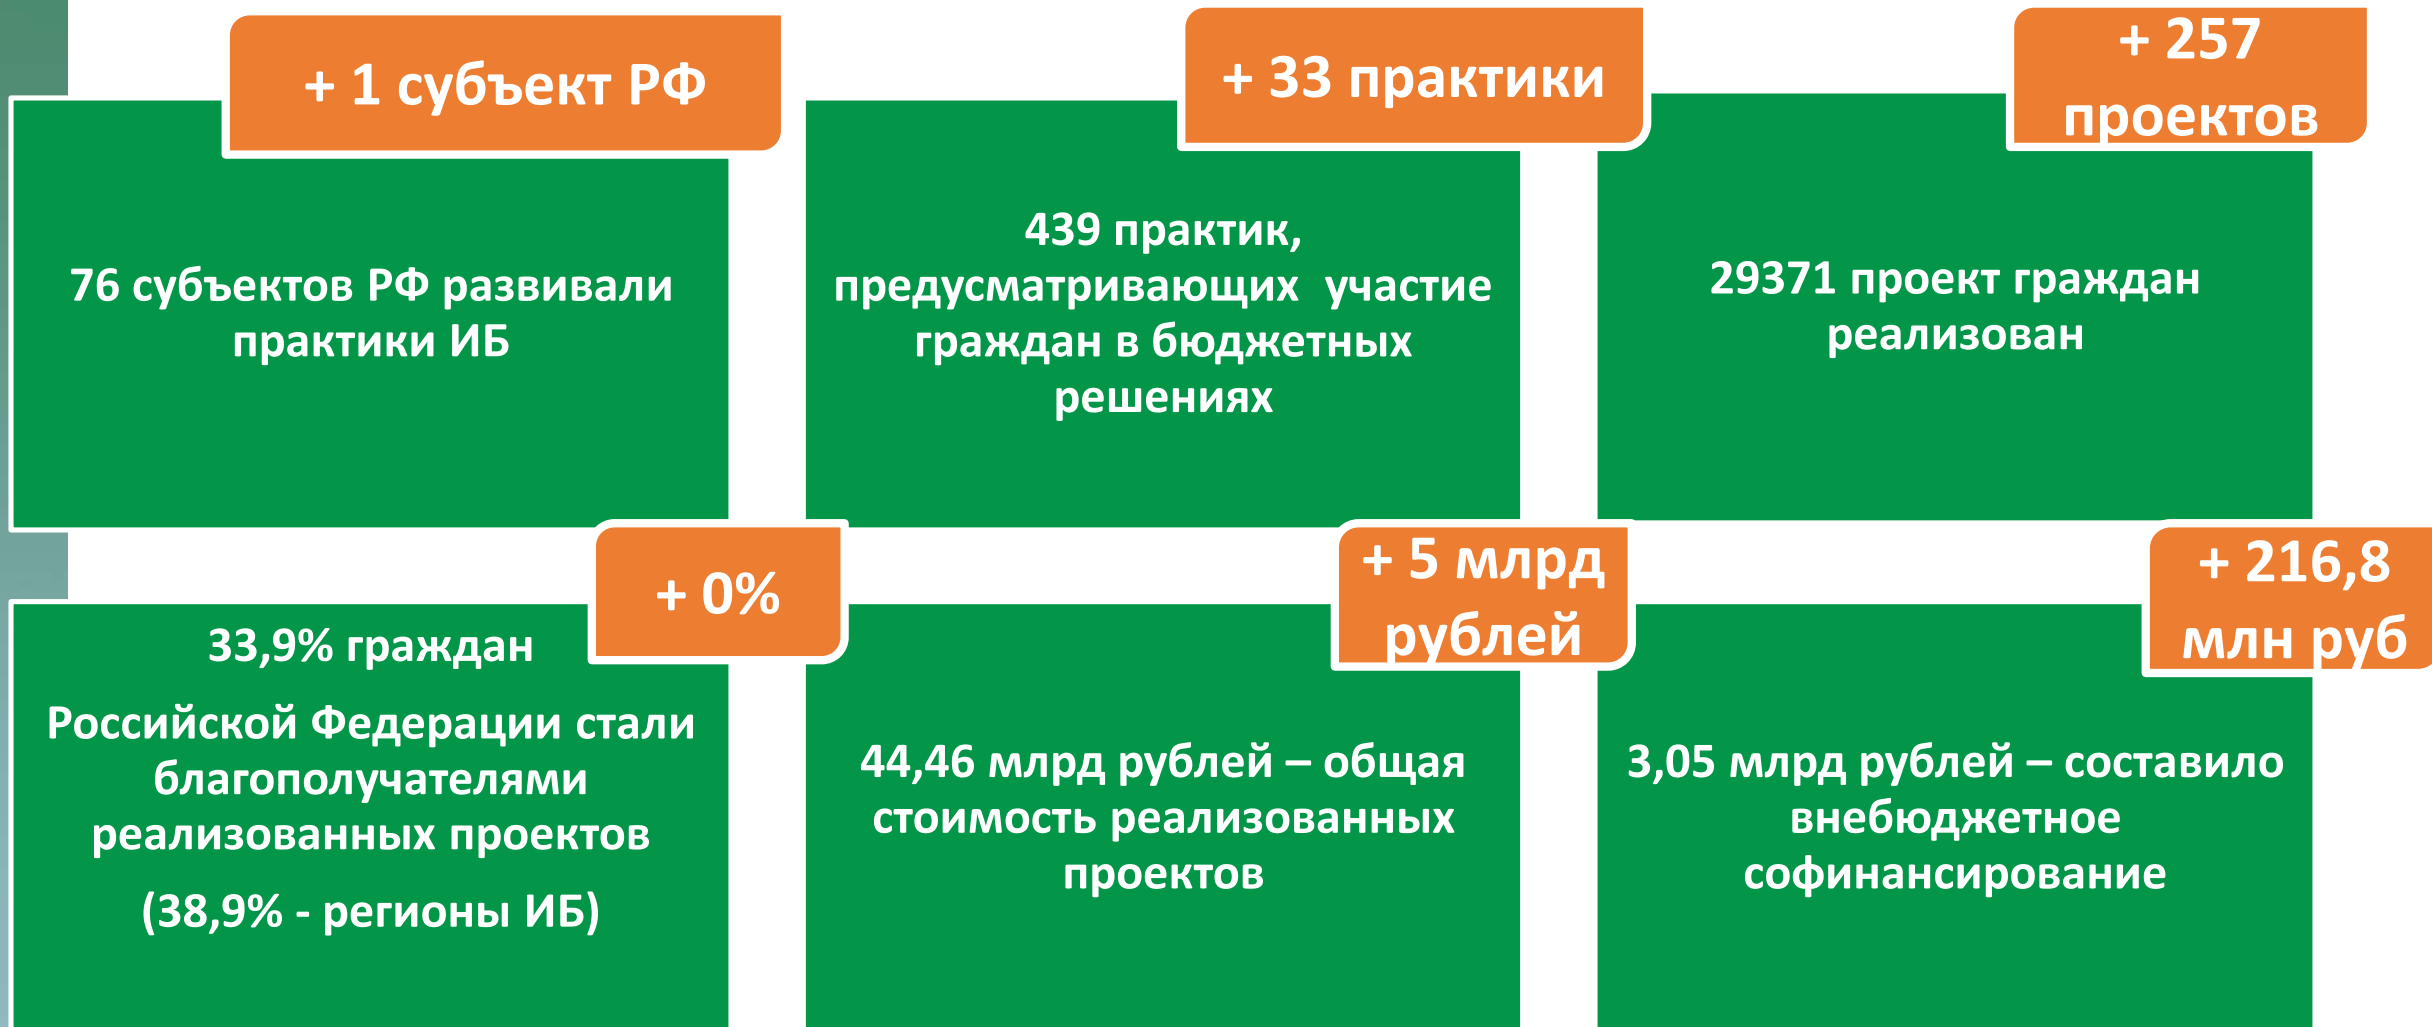 + 1 субъект РФ
76 субъектов РФ развивали
практики ИБ
+ 33 практики
439 практик,
предусматривающих  участие
граждан в бюджетных
решениях
+ 257
проектов
29371 проект граждан
реализован
+ 0%
33,9% граждан
Российской Федерации стали
благополучателями
реализованных проектов
(38,9% - регионы ИБ)
+ 5 млрд
рублей
44,46 млрд рублей – общая
стоимость реализованных
проектов
+ 216,8
млн руб
3,05 млрд рублей – составило
внебюджетное
софинансирование